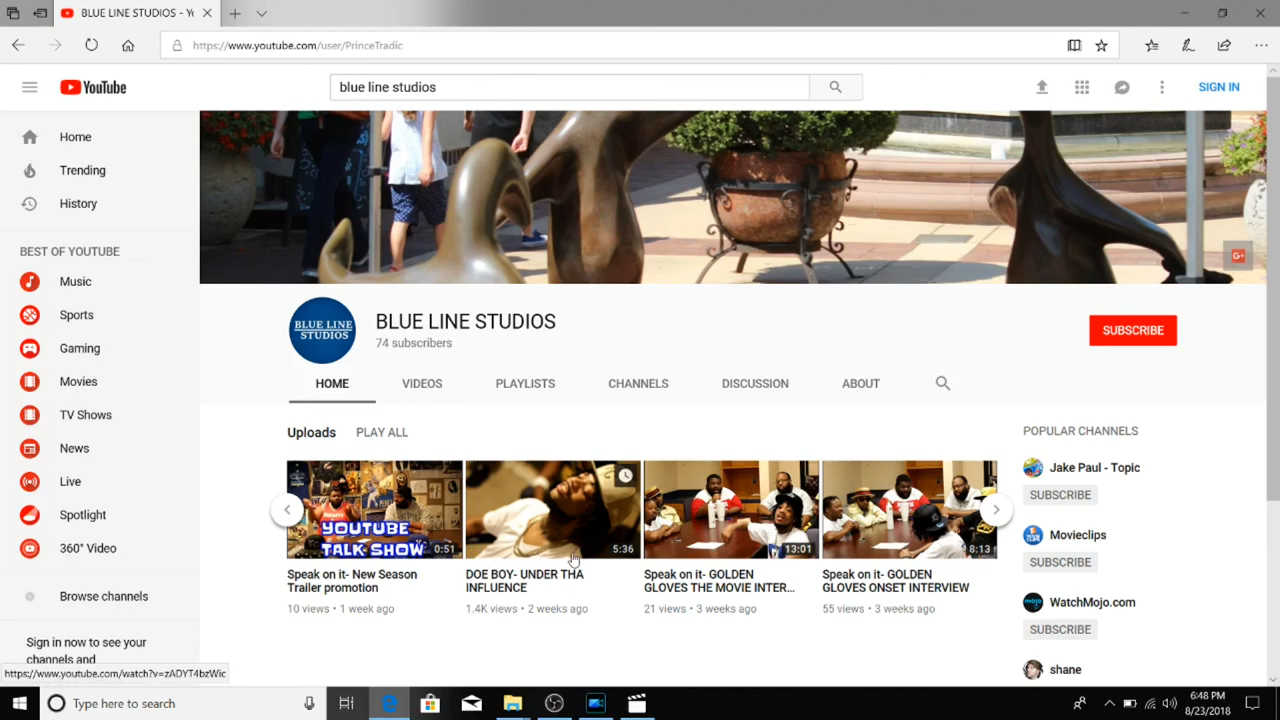 BLUE LINE STUDIOS - Yo
https://www.youtube.com/user/PrinceTradic
YouTube
blue line studios
SIGN IN
Home
Trending
History
BEST OF YOUTUBE
Music
Sports
Gaming
Movies
TV Shows
News
Live
Spotlight
360° Video
Browse channels
Sign in now to see your
channels and
https://www.youtube.com/watch?v=zADYT4bzWic
G+
BLUE LINE
STUDIOS
BLUE LINE STUDIOS
74 subscribers
SUBSCRIBE
HOME
VIDEOS
PLAYLISTS
CHANNELS
DISCUSSION
ABOUT
Uploads PLAY ALL
YOUTUBE
TALK SHOW
0:51
Speak on it- New Season
Trailer promotion
10 views • 1 week ago
5:36
DOE BOY- UNDER THA
INFLUENCE
1.4K views • 2 weeks ago
13:01
Speak on it- GOLDEN
GLOVES THE MOVIE INTER...
21 views • 3 weeks ago
8:13
Speak on it- GOLDEN
GLOVES ONSET INTERVIEW
55 views • 3 weeks ago
POPULAR CHANNELS
Jake Paul - Topic
SUBSCRIBE
Movieclips
SUBSCRIBE
WatchMojo.com
SUBSCRIBE
shane
Type here to search
6:48 PM
8/23/2018